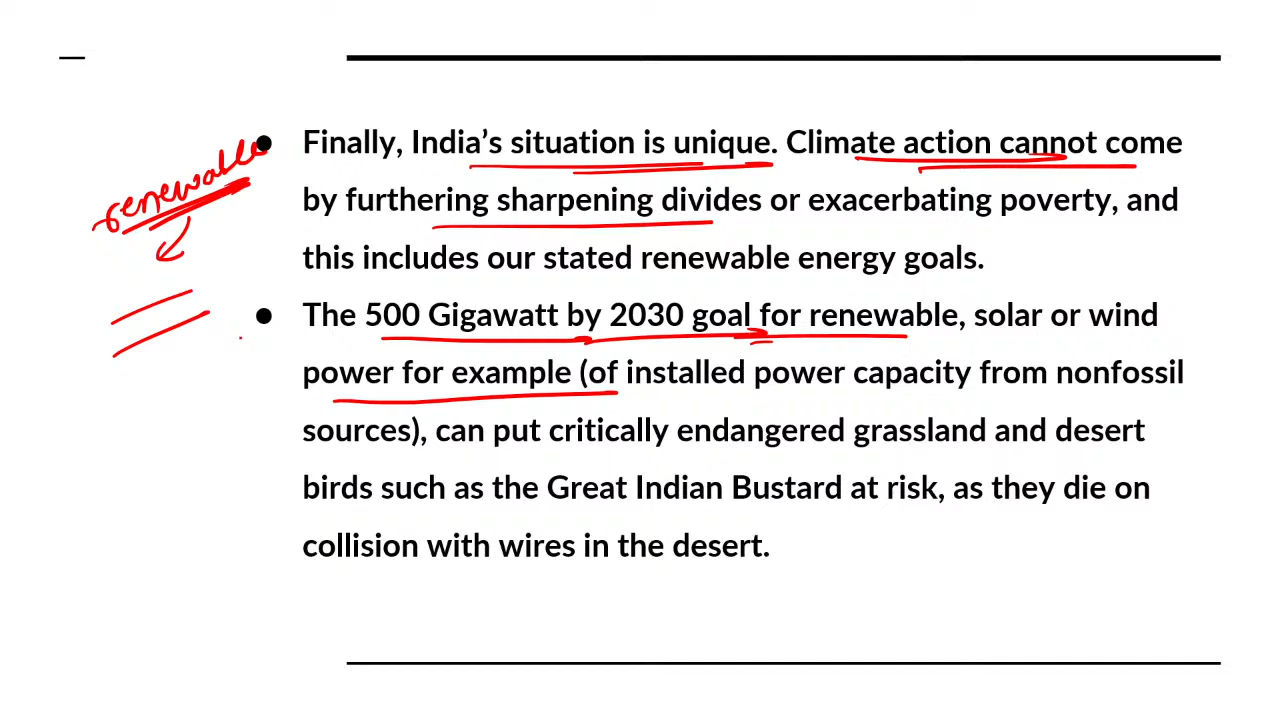 renewable
● Finally, India’s situation is unique. Climate action cannot come
by furthering sharpening divides or exacerbating poverty, and
this includes our stated renewable energy goals.
● The 500 Gigawatt by 2030 goal for renewable, solar or wind
power for example (of installed power capacity from nonfossil
sources), can put critically endangered grassland and desert
birds such as the Great Indian Bustard at risk, as they die on
collision with wires in the desert.